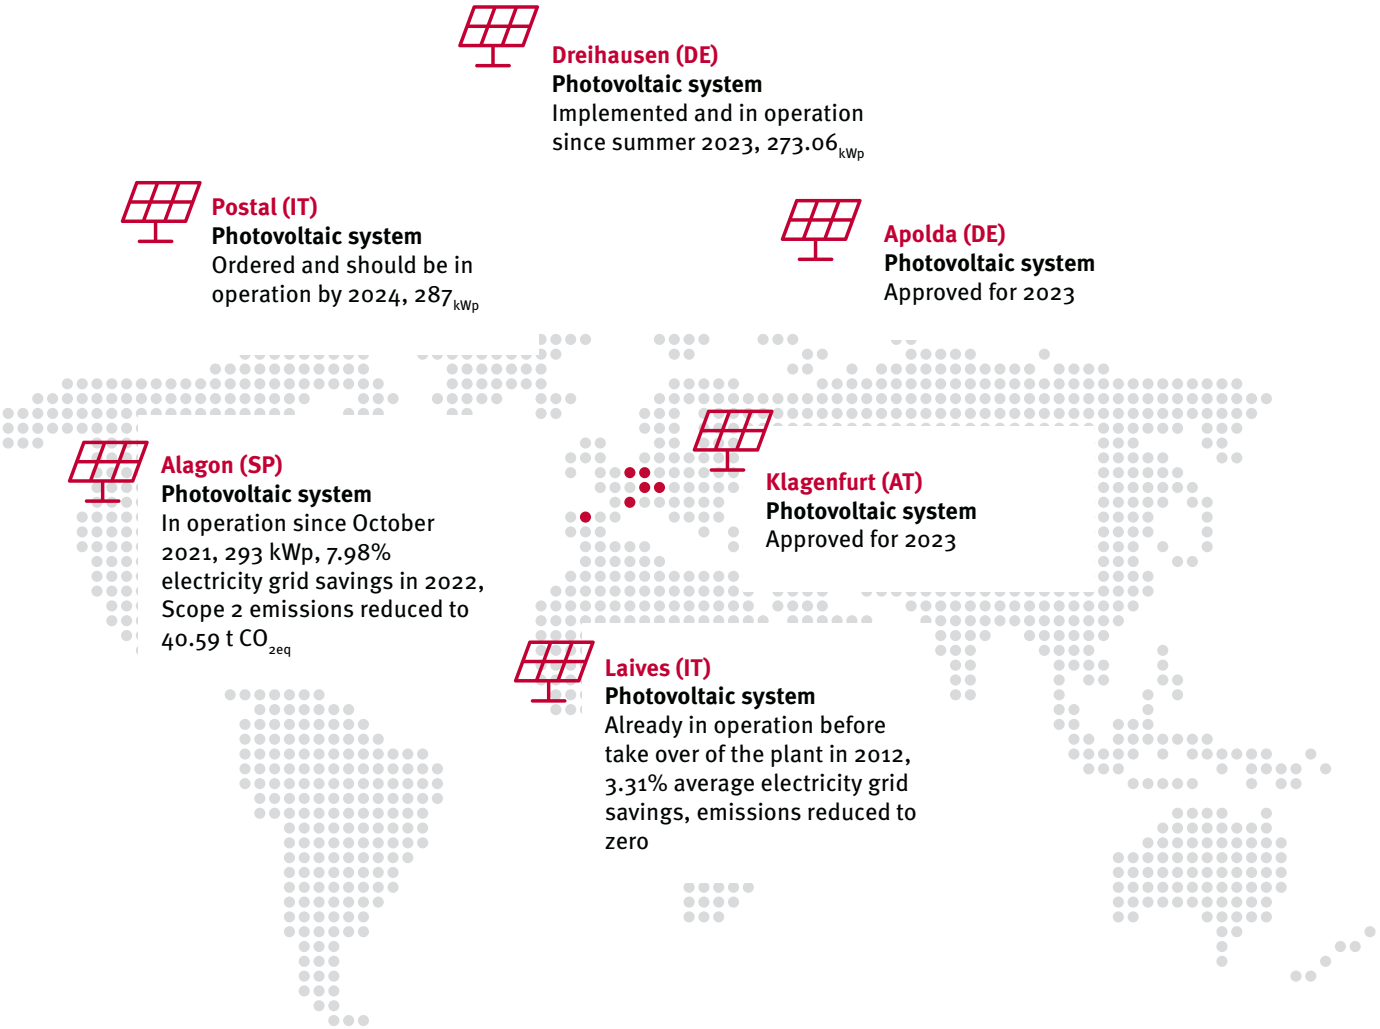 Dreihausen (DE)
Photovoltaic system
Implemented and in operation
since summer 2023, 273.06 kWp
Postal (IT)
Photovoltaic system
Ordered and should be in
operation by 2024, 287 kWp
Apolda (DE)
Photovoltaic system
Approved for 2023
Alagon (SP)
Photovoltaic system
In operation since October
2021, 293 kWp, 7.98%
electricity grid savings in 2022,
Scope 2 emissions reduced to
40.59 t CO2eq
Klagenfurt (AT)
Photovoltaic system
Approved for 2023
Laives (IT)
Photovoltaic system
Already in operation before
take over of the plant in 2012,
3.31% average electricity grid
savings, emissions reduced to
zero